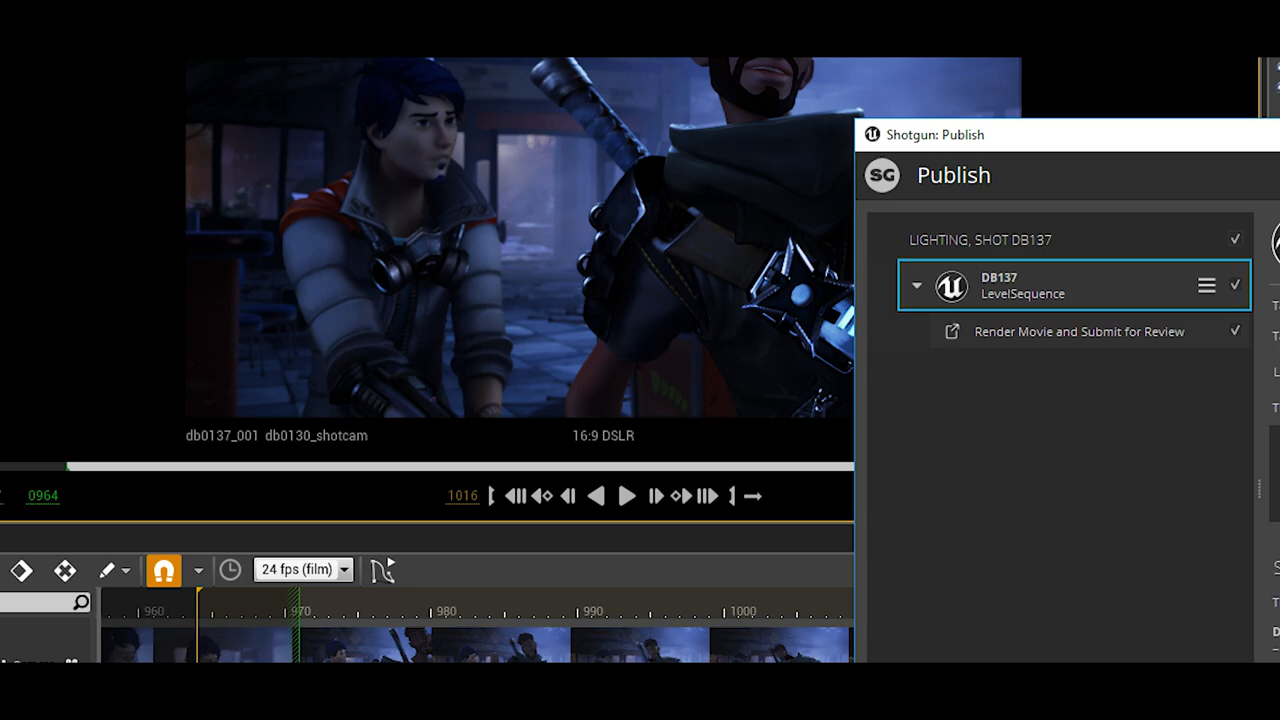 Shotgun: Publish
SG Publish
LIGHTING, SHOT DB137
DB137
LevelSequence
Render Movie and Submit for Review
db0137_001 db0130_shotcam 16:9 DSLR
0964 1016
24 fps (film)
960 970 980 990 1000